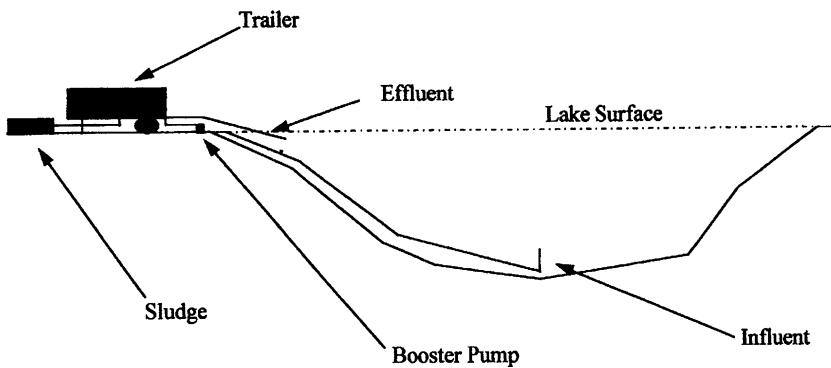 Trailer
Effluent
Lake Surface
Sludge
Influent
Booster Pump